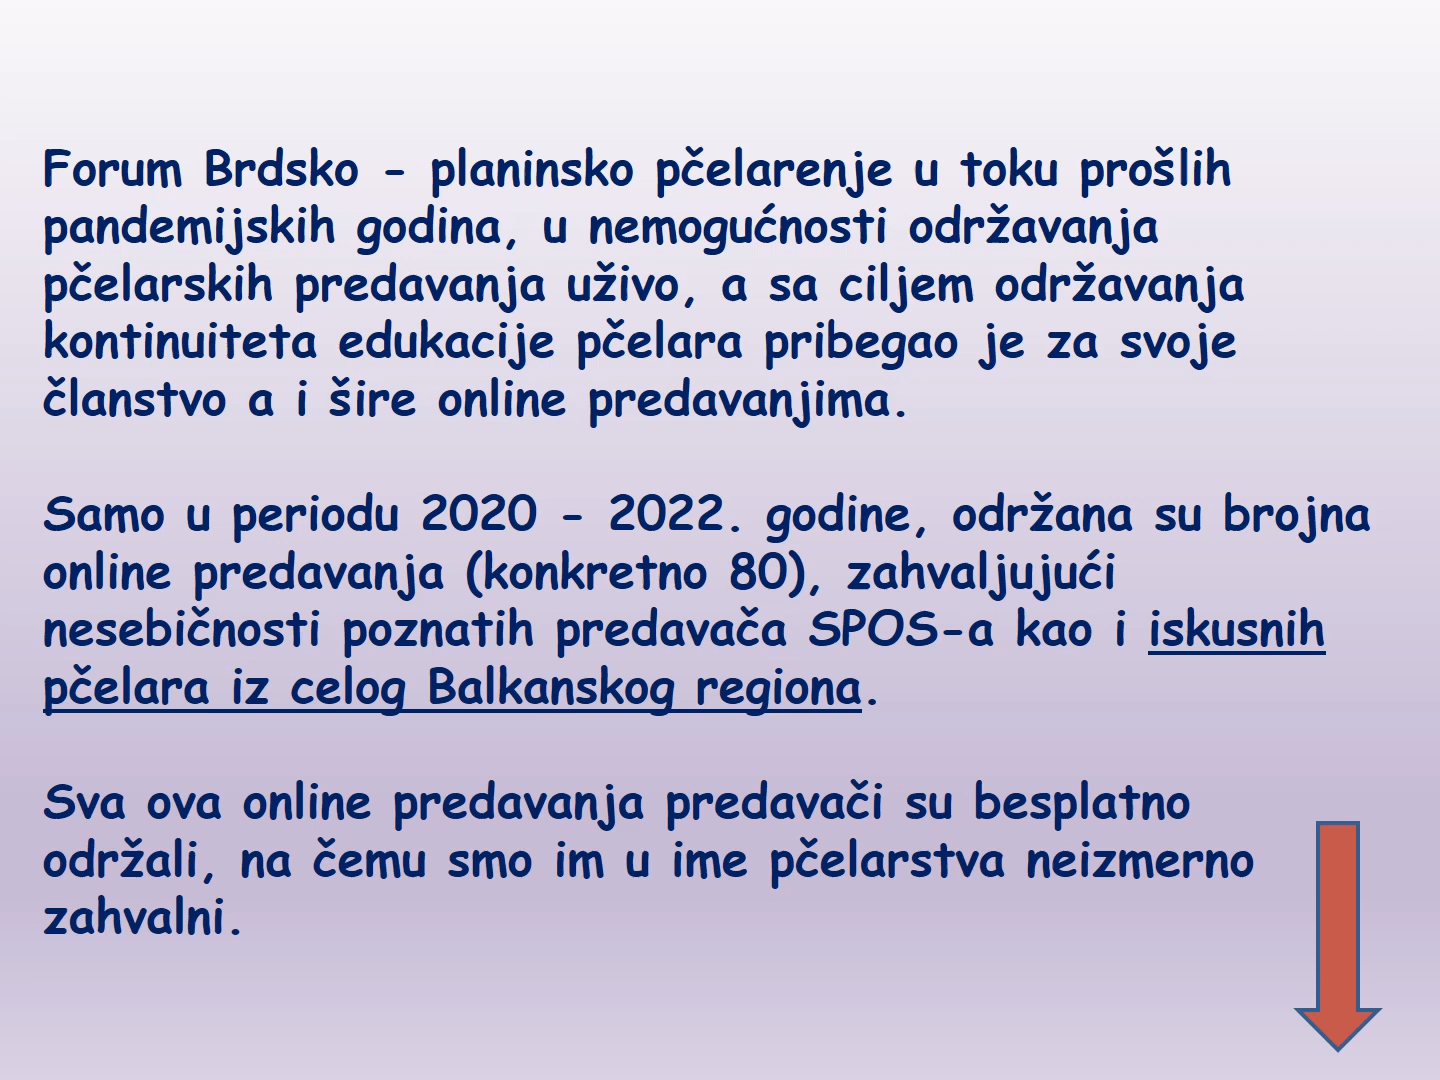 Forum Brdsko - planinsko pčelarenje u toku prošlih
pandemijskih godina, u nemogućnosti održavanja
pčelarskih predavanja uživo, a sa ciljem održavanja
kontinuiteta edukacije pčelara pribegao je za svoje
članstvo a i šire online predavanjima.
Samo u periodu 2020 – 2022. godine, održana su brojna
online predavanja (konkretno 80), zahvaljujući
nesebičnosti poznatih predavača SPOS-a kao i iskusnih
pčelara iz celog Balkanskog regiona.
Sva ova online predavanja predavači su besplatno
održali, na čemu smo im u ime pčelarstva neizmerno
zahvalni.